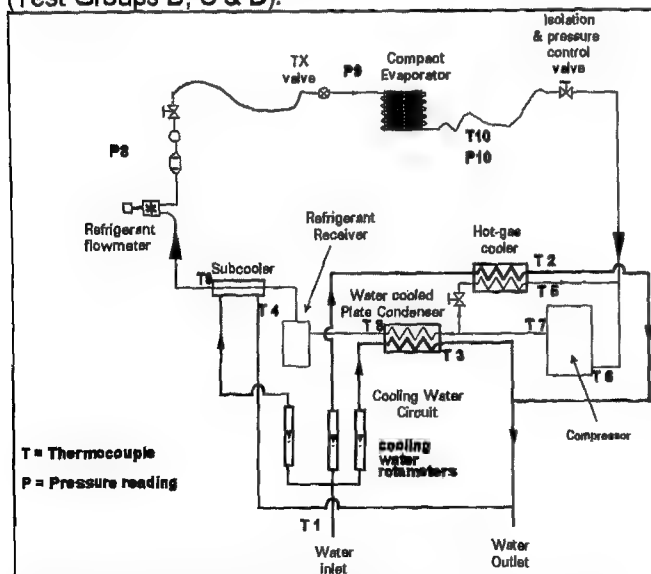 (Test Groups B, C & D).
Isolation
& pressure
control
valve
TX
valve
P9
Compact
Evaporator
T10
P10
P8
Refrigerant
flowmeter
Refrigerant
Receiver
Hot-gas
cooler
T 2
T 5
Subcooler
T 4
Water cooled
Plate Condenser
T 8
T 3
T 7
T 6
Cooling Water
Circuit
Compressor
cooling
water
rotameters
T = Thermocouple
P = Pressure reading
T 1
Water
inlet
Water
Outlet